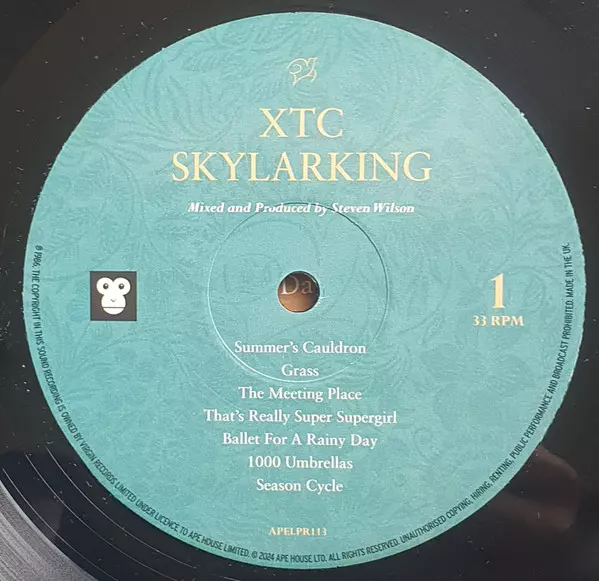 XTC
SKYLARKING
Mixed and Produced by Steven Wilson
Da
1
33 RPM
Summer's Cauldron
Grass
The Meeting Place
That's Really Super Supergirl
Ballet For A Rainy Day
1000 Umbrellas
Season Cycle
APELPR113
℗1986. THE COPYRIGHT IN THIS SOUND RECORDING IS OWNED BY VIRGIN RECORDS LIMITED UNDER LICENCE TO APE HOUSE LIMITED. © 2024 APE HOUSE LTD. ALL RIGHTS RESERVED. UNAUTHORISED COPYING, HIRING, RENTING, PUBLIC PERFORMANCE AND BROADCAST PROHIBITED. MADE IN THE UK.